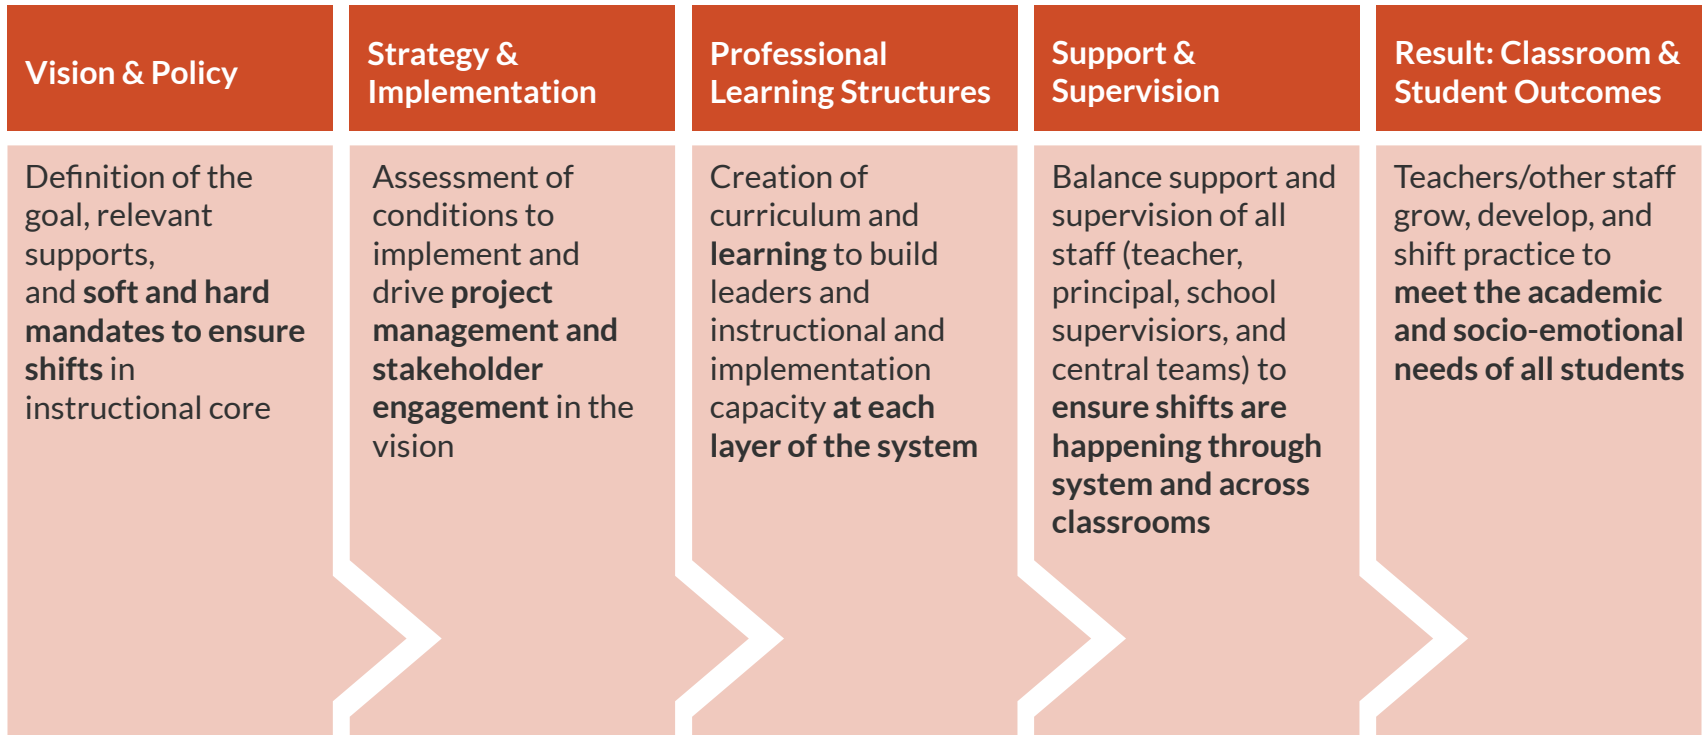 Vision & Policy
Strategy &
Implementation
Professional
Learning Structures
Support &
Supervision
Result: Classroom &
Student Outcomes
Definition of the
goal, relevant
supports,
and soft and hard
mandates to ensure
shifts in
instructional core
Assessment of
conditions to
implement and
drive project
management and
stakeholder
engagement in the
vision
Creation of
curriculum and
learning to build
leaders and
instructional and
implementation
capacity at each
layer of the system
Balance support and
supervision of all
staff (teacher,
principal, school
supervisiors, and
central teams) to
ensure shifts are
happening through
system and across
classrooms
Teachers/other staff
grow, develop, and
shift practice to
meet the academic
and socio-emotional
needs of all students